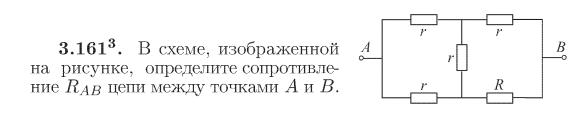 3.161³. В схеме, изображенной
на рисунке, определите сопротивле-
ние R_AB цепи между точками A и B.
r r
A r B
r R